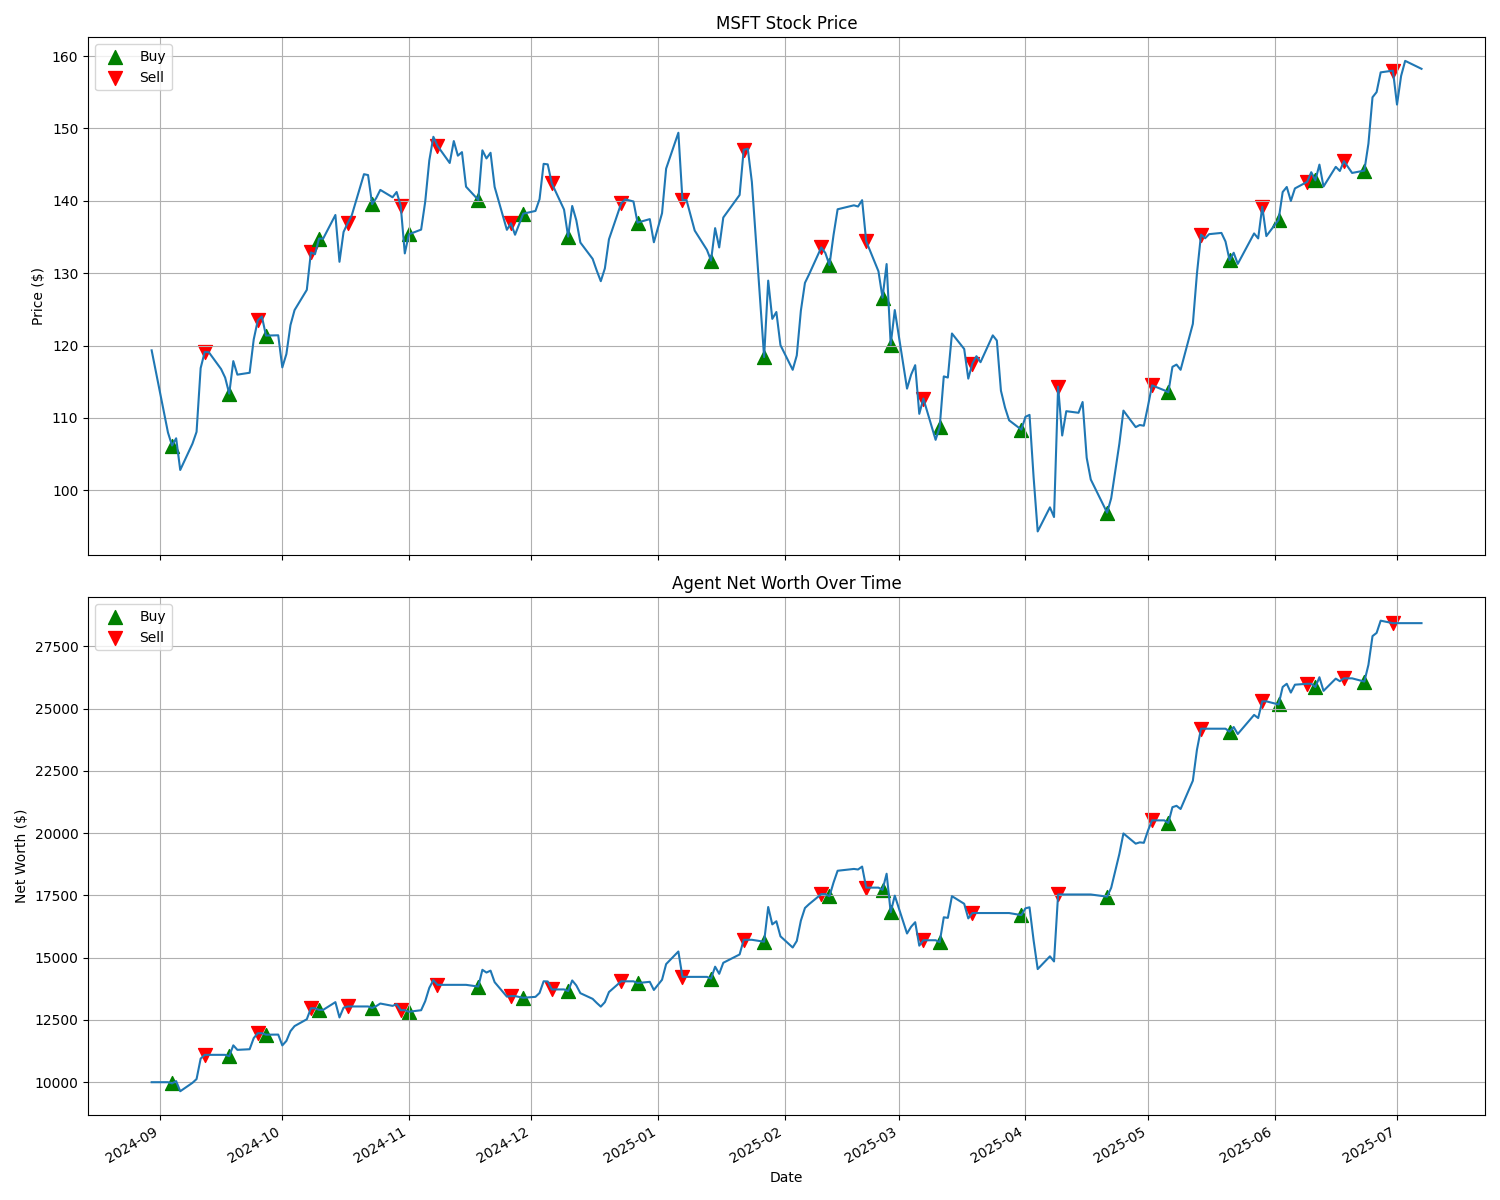 MSFT Stock Price
Buy
Sell
160
150
140
130
120
110
100
Price ($)
Agent Net Worth Over Time
Buy
Sell
27500
25000
22500
20000
17500
15000
12500
10000
Net Worth ($)
2024-09
2024-10
2024-11
2024-12
2025-01
2025-02
2025-03
2025-04
2025-05
2025-06
2025-07
Date